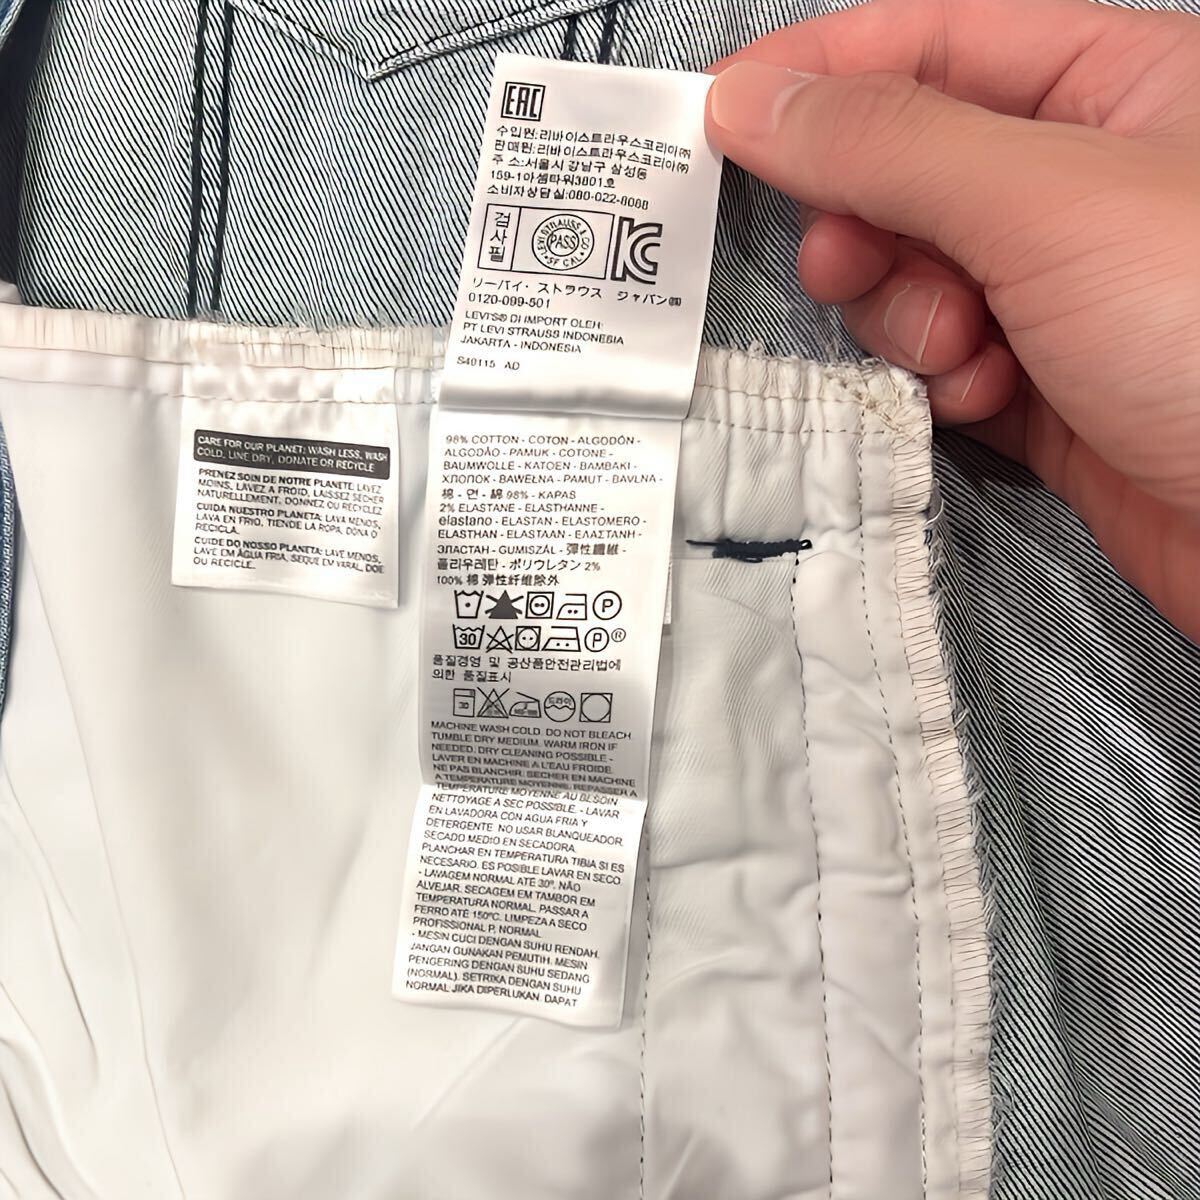 EAC
수입원:리바이스트라우스코리아㈜
판매원:리바이스트라우스코리아㈜
주 소:서울시 강남구 삼성동
159-1아셈타워3801호
소비자상담실:080-022-8088
검사필
LEVI STRAUSS & CO
PASS
SF CAL
KC
リーバイ・ストラウス ジャパン㈱
0120-099-501
LEVI'S® DI IMPORT OLEH:
PT LEVI STRAUSS INDONESIA
JAKARTA - INDONESIA
S40115 AD
CARE FOR OUR PLANET: WASH LESS, WASH
COLD, LINE DRY, DONATE OR RECYCLE
PRENEZ SOIN DE NOTRE PLANETE: LAVEZ
MOINS, LAVEZ A FROID, LAISSEZ SECHER
NATURELLEMENT, DONNEZ OU RECYCLEZ
CUIDA NUESTRO PLANETA: LAVA MENOS,
LAVA EN FRIO, TIENDE LA ROPA, DONA O
RECICLA.
CUIDE DO NOSSO PLANETA: LAVE MENOS,
LAVE EM ÁGUA FRIA, SEQUE EM VARAL, DOE
OU RECICLE.
98% COTTON - COTON - ALGODÓN -
ALGODÃO - PAMUK - COTONE -
BAUMWOLLE - KATOEN - BAMBAKI -
ХЛОПОК - BAWEŁNA - PAMUT - BAVLNA -
棉 - 면 - 綿 98% - KAPAS
2% ELASTANE - ELASTHANNE -
elastano - ELASTAN - ELASTOMERO -
ELASTHAN - ELASTAAN - ΕΛΑΣΤΑΝΗ -
ЭЛАСТАН - GUMISZÁL - 彈性纖維 -
폴리우레탄 - ポリウレタン 2%
100% 棉 弹性纤维除外
P
30 P®
품질경영 및 공산품안전관리법에
의한 품질표시
30 드라이
MACHINE WASH COLD. DO NOT BLEACH.
TUMBLE DRY MEDIUM. WARM IRON IF
NEEDED. DRY CLEANING POSSIBLE -
LAVER EN MACHINE A L'EAU FROIDE.
NE PAS BLANCHIR. SECHER EN MACHINE
A TEMPERATURE MOYENNE. REPASSER A
TEMPERATURE MOYENNE AU BESOIN
NETTOYAGE A SEC POSSIBLE. - LAVAR
EN LAVADORA CON AGUA FRIA Y
DETERGENTE NO USAR BLANQUEADOR.
SECADO MEDIO EN SECADORA.
PLANCHAR EN TEMPERATURA TIBIA SI ES
NECESARIO. ES POSIBLE LAVAR EN SECO
- LAVAGEM NORMAL ATÉ 30º. NÃO
ALVEJAR. SECAGEM EM TAMBOR EM
TEMPERATURA NORMAL. PASSAR A
FERRO ATÉ 150ºC. LIMPEZA A SECO
PROFISSIONAL P, NORMAL
- MESIN CUCI DENGAN SUHU RENDAH.
JANGAN GUNAKAN PEMUTIH. MESIN
PENGERING DENGAN SUHU SEDANG
(NORMAL). SETRIKA DENGAN SUHU
NORMAL JIKA DIPERLUKAN. DAPAT